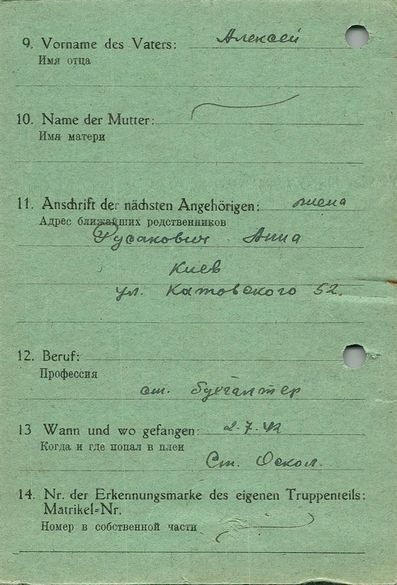 9. Vorname des Vaters: Алексей
Имя отца
10. Name der Mutter:
Имя матери
11. Anschrift der nächsten Angehörigen: жена
Адрес ближайших родственников
Русакович Анна
Киев
ул. Катовского 52.
12. Beruf:
Профессия
ст. бухгалтер
13 Wann und wo gefangen: 2.7.42
Когда и где попал в плен
Ст. Оскол.
14. Nr. der Erkennungsmarke des eigenen Truppenteils:
Matrikel=Nr.
Номер в собственной части